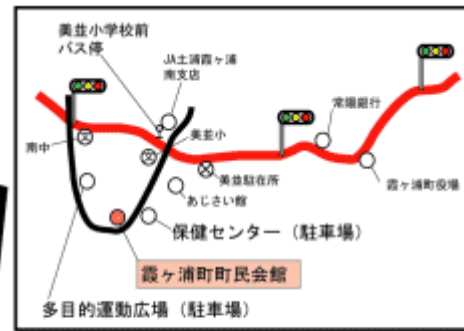 美並小学校前
バス停
JA土浦霞ヶ浦
南支店
常陽銀行
南中
美並小
美並駐在所
霞ヶ浦町役場
あじさい館
保健センター（駐車場）
霞ヶ浦町町民会館
多目的運動広場（駐車場）